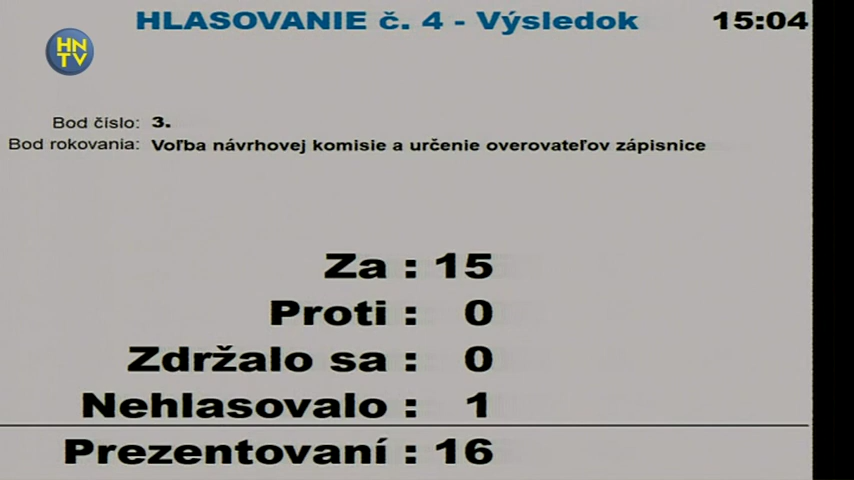 HLASOVANIE č. 4 - Výsledok 15:04
HN
TV
Bod číslo: 3.
Bod rokovania: Voľba návrhovej komisie a určenie overovateľov zápisnice
Za : 15
Proti : 0
Zdržalo sa : 0
Nehlasovalo : 1
Prezentovaní : 16